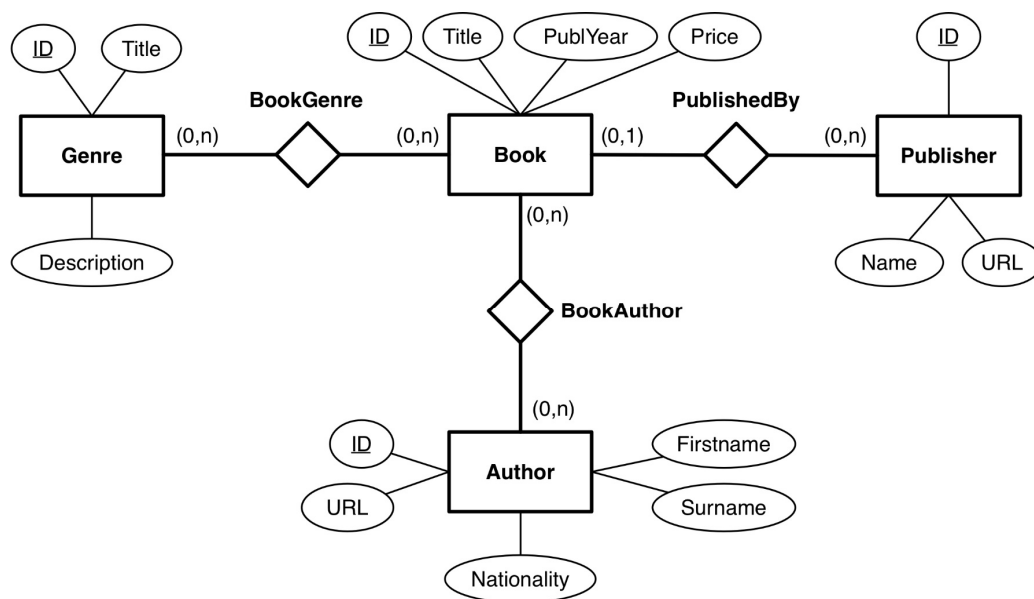 ID
Title
ID
Title
PublYear
Price
ID
BookGenre
PublishedBy
Genre
(0,n)
(0,n)
Book
(0,1)
(0,n)
Publisher
(0,n)
Description
Name
URL
BookAuthor
(0,n)
ID
Firstname
Author
URL
Surname
Nationality